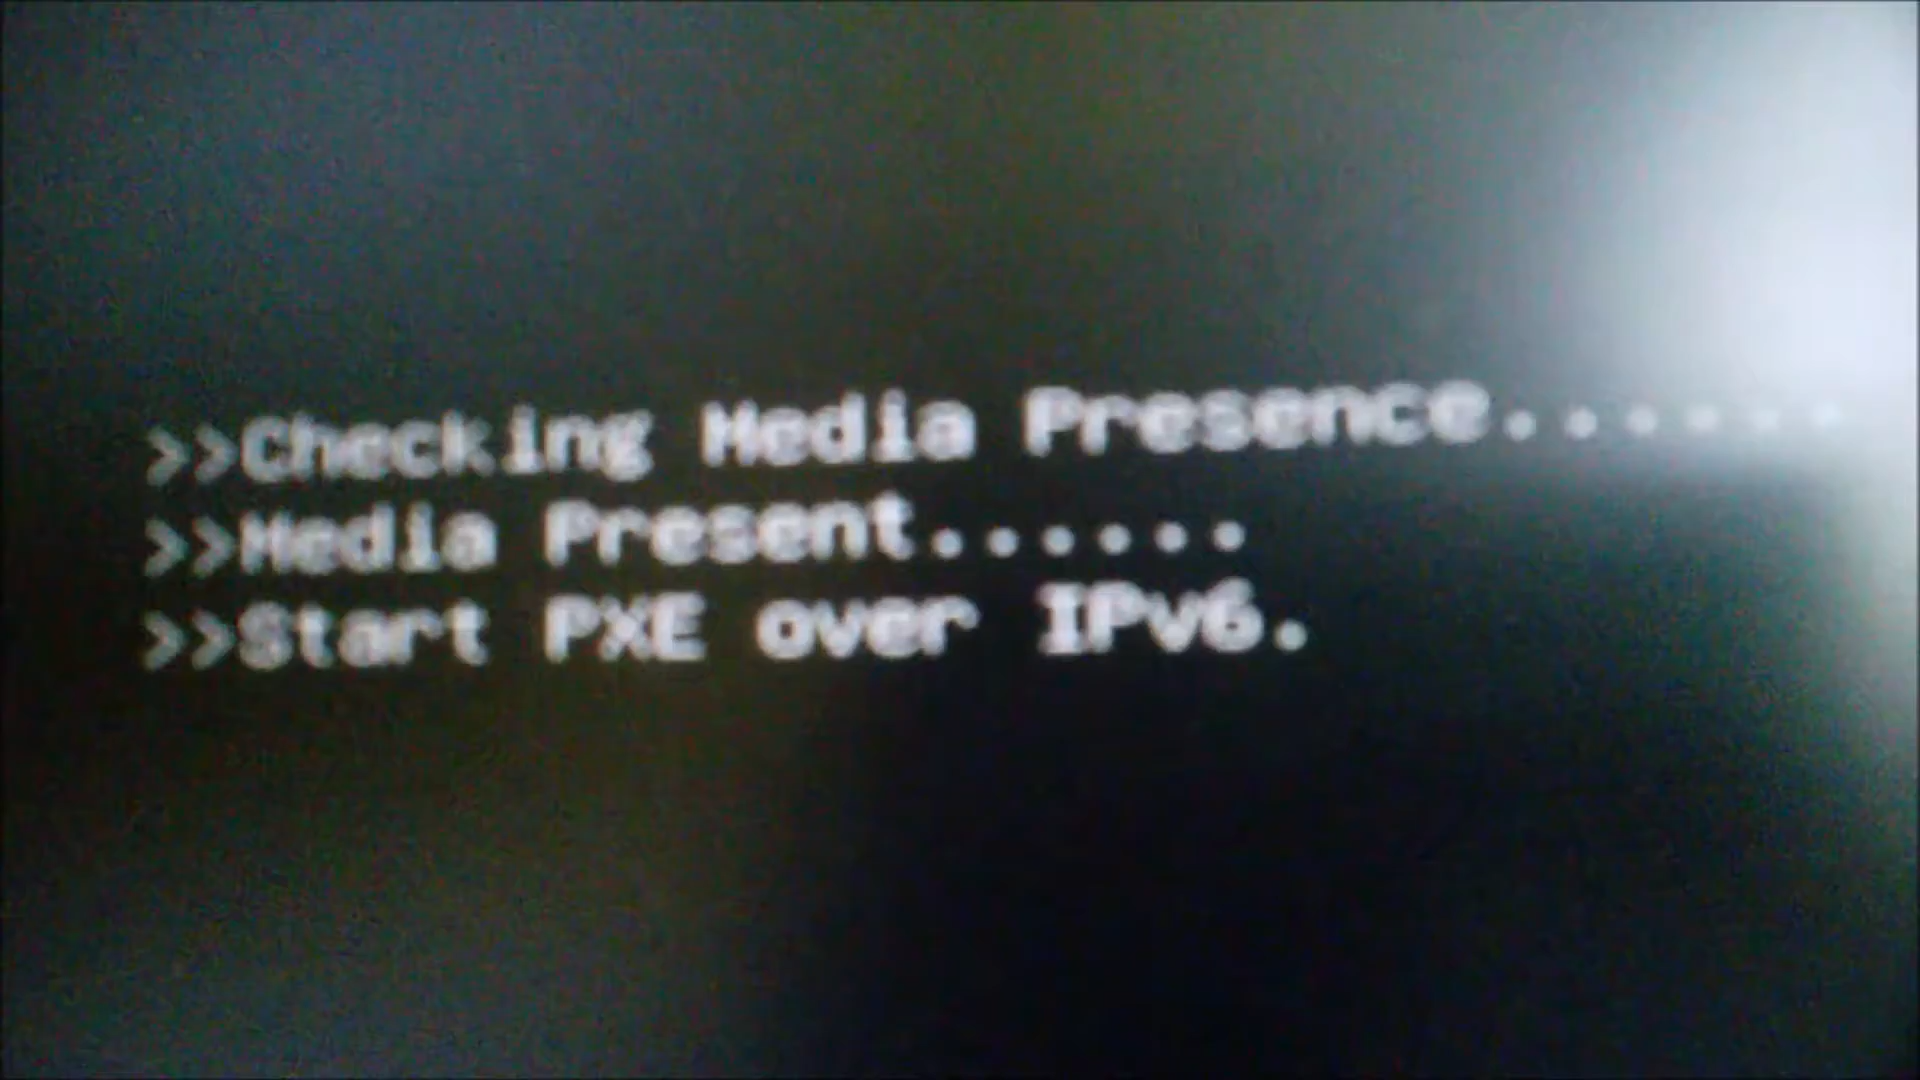 >>Checking Media Presence......
>>Media Present......
>>Start PXE over IPv6.